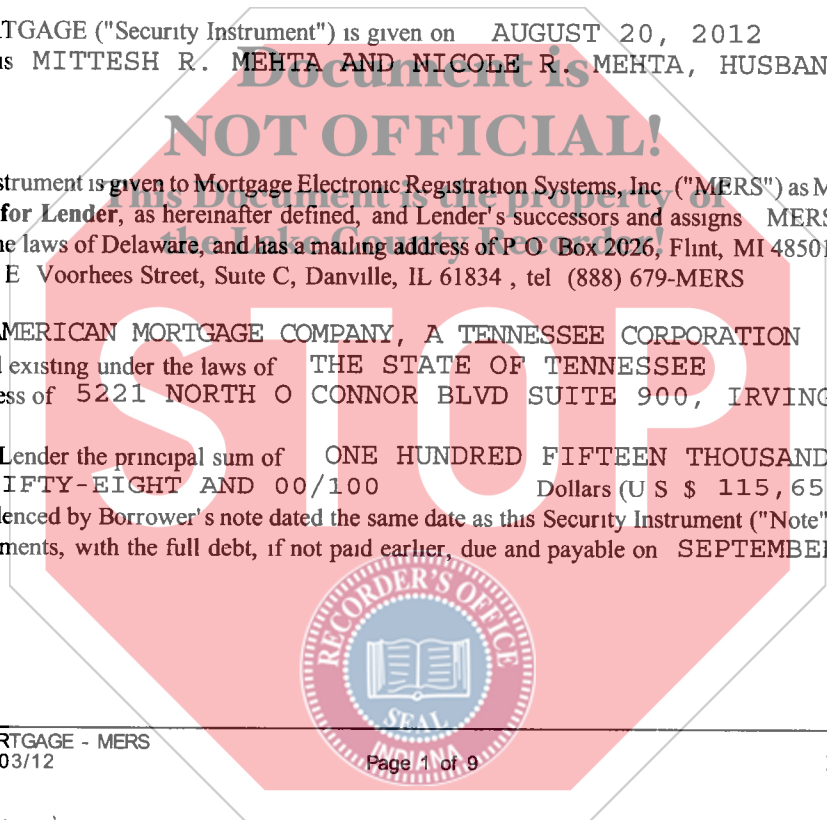 TGAGE ("Security Instrument") is given on AUGUST 20, 2012
is MITTESH R. MEHTA AND NICOLE R. MEHTA, HUSBAN
Document is
NOT OFFICIAL!
strument is given to Mortgage Electronic Registration Systems, Inc ("MERS") as M
This Document is the property of
for Lender, as hereinafter defined, and Lender's successors and assigns MERS
the Lake County Recorder!
he laws of Delaware, and has a mailing address of P O Box 2026, Flint, MI 48501
E Voorhees Street, Suite C, Danville, IL 61834 , tel (888) 679-MERS
STOP
AMERICAN MORTGAGE COMPANY, A TENNESSEE CORPORATION
l existing under the laws of THE STATE OF TENNESSEE
ess of 5221 NORTH O CONNOR BLVD SUITE 900, IRVING
Lender the principal sum of ONE HUNDRED FIFTEEN THOUSAND
IFTY-EIGHT AND 00/100 Dollars (U S $ 115,65
lenced by Borrower's note dated the same date as this Security Instrument ("Note"
ments, with the full debt, if not paid earlier, due and payable on SEPTEMBER
RECORDER'S OFFICE
SEAL
INDIANA
RTGAGE - MERS
03/12
Page 1 of 9